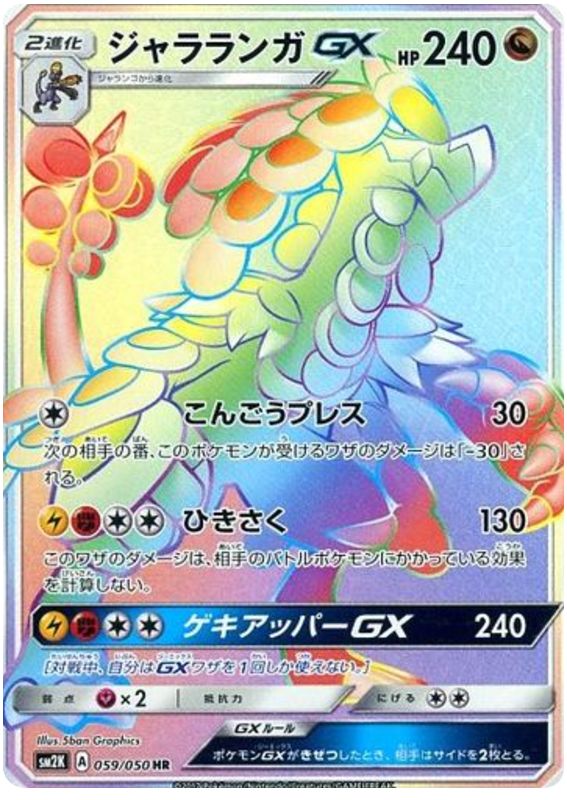 2進化 ジャラランガGX HP240
ジャランゴから進化
こんごうプレス 30
次の相手の番、このポケモンが受けるワザのダメージは「-30」さ
れる。
ひきさく 130
このワザのダメージは、相手のバトルポケモンにかかっている効果
を計算しない。
ゲキアッパーGX 240
[対戦中、自分はGXワザを1回しか使えない。]
弱点 ×2 抵抗力 にげる
GXルール
ポケモンGXがきぜつしたとき、相手はサイドを2枚とる。
Illus.5ban Graphics
SM2K A 059/050 HR
©2017 Pokémon/Nintendo/Creatures/GAME FREAK